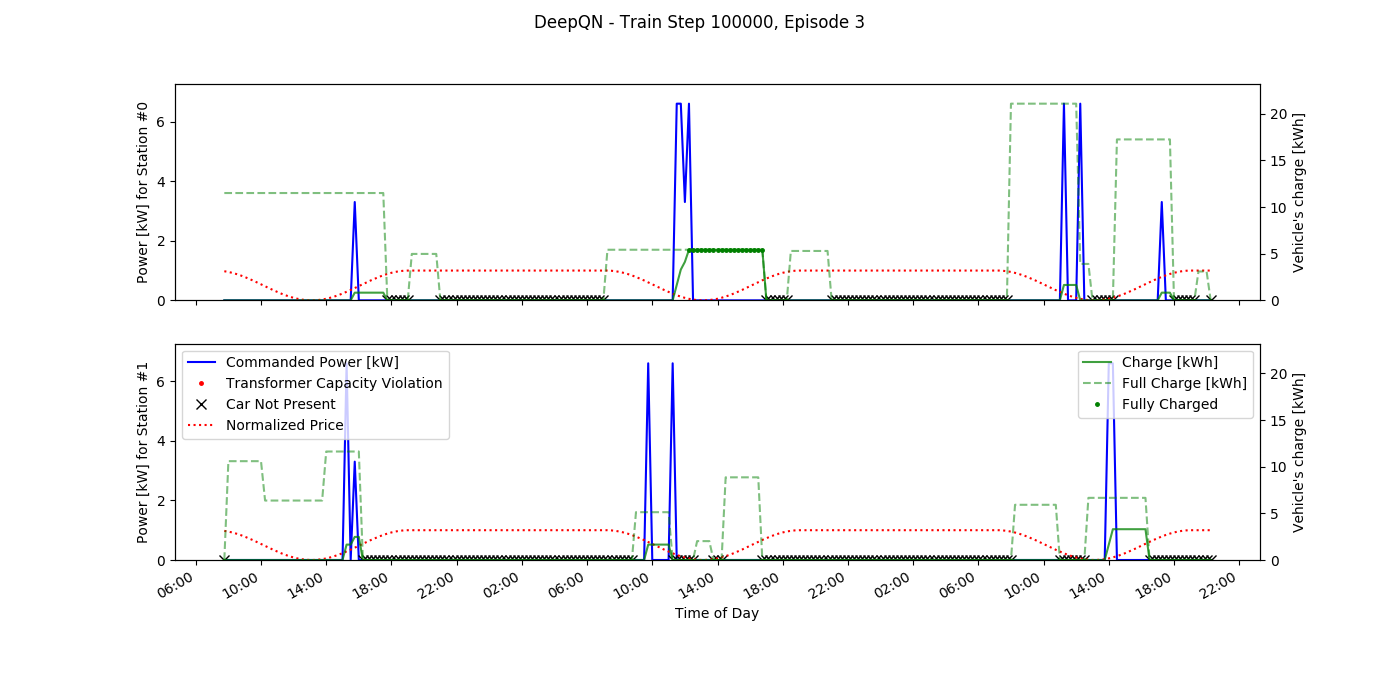 DeepQN - Train Step 100000, Episode 3
Power [kW] for Station #0
6
4
2
0
20
15
10
5
0
Vehicle's charge [kWh]
Power [kW] for Station #1
6
4
2
0
Commanded Power [kW]
Transformer Capacity Violation
Car Not Present
Normalized Price
Charge [kWh]
Full Charge [kWh]
Fully Charged
20
15
10
5
0
Vehicle's charge [kWh]
06:00 10:00 14:00 18:00 22:00 02:00 06:00 10:00 14:00 18:00 22:00 02:00 06:00 10:00 14:00 18:00 22:00
Time of Day